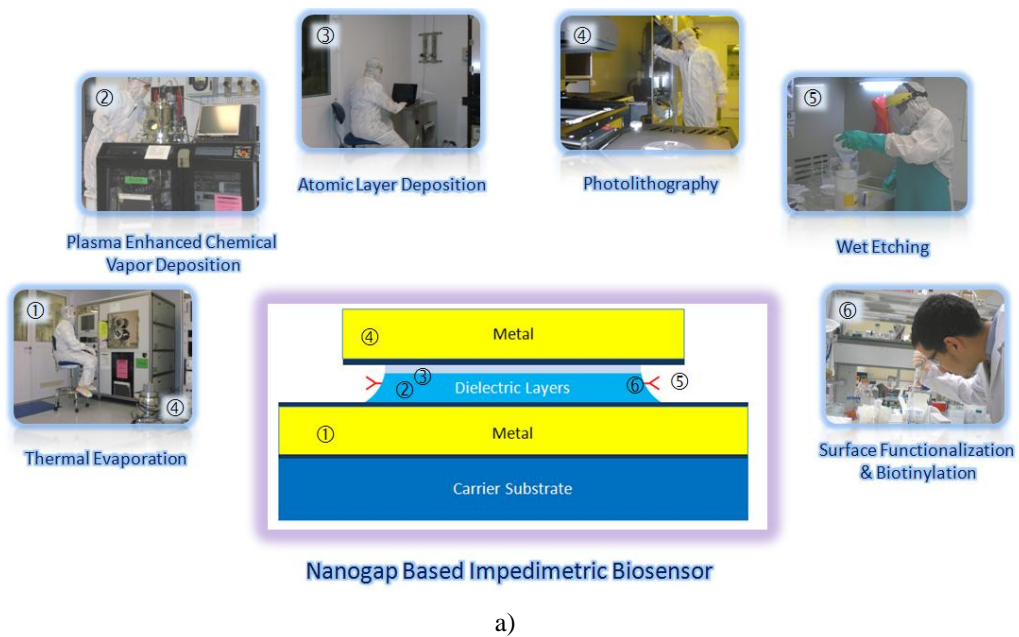 ③
④
②
⑤
Atomic Layer Deposition
Photolithography
Plasma Enhanced Chemical
Vapor Deposition
Wet Etching
①
④
Thermal Evaporation
⑥
Surface Functionalization
& Biotinylation
④ Metal
③
② Dielectric Layers ⑥ ⑤
① Metal
Carrier Substrate
Nanogap Based Impedimetric Biosensor
a)